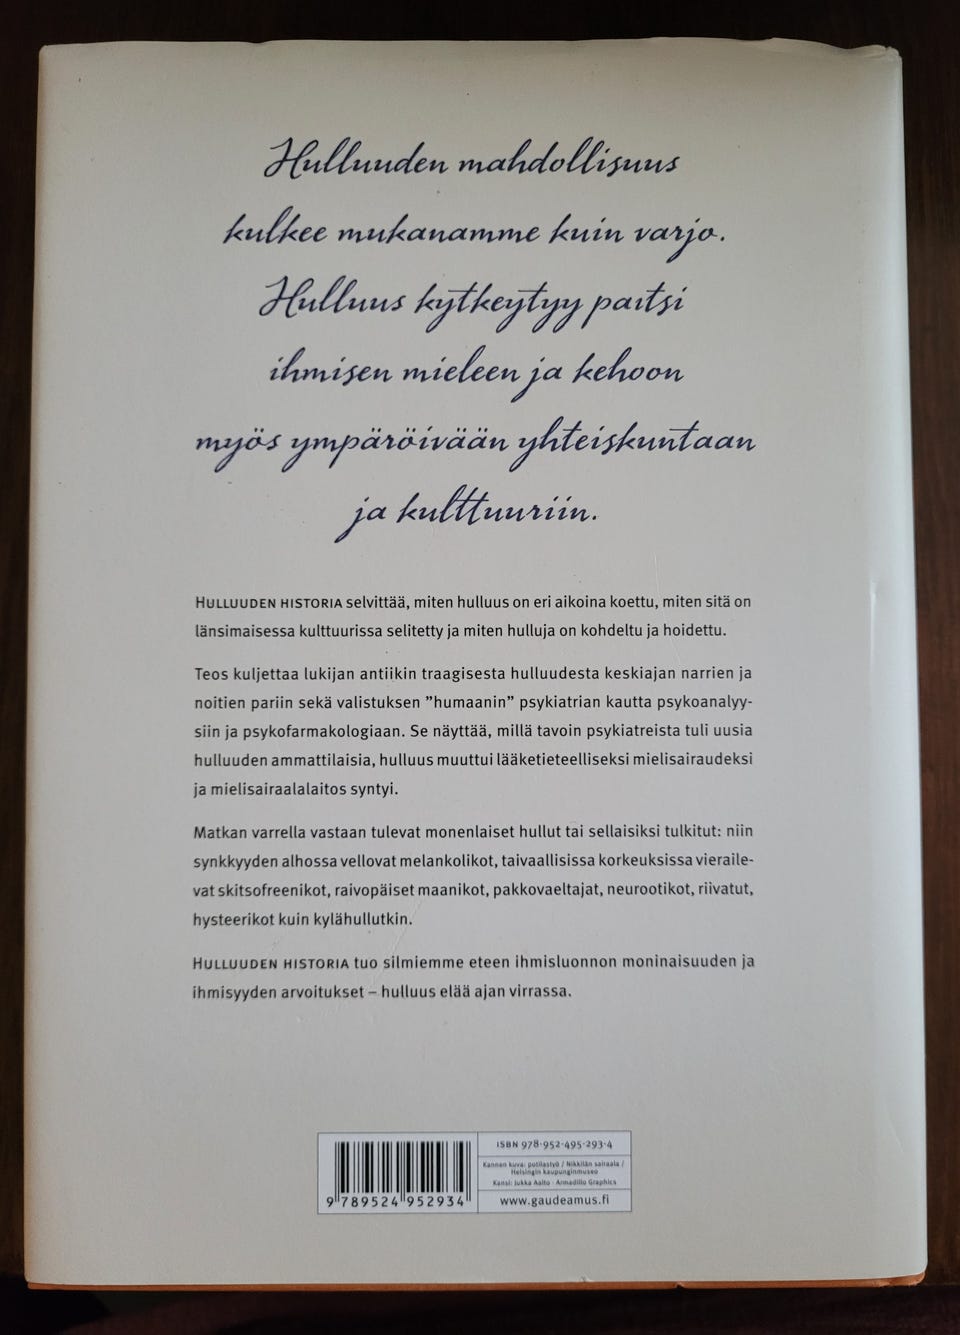 Hulluuden mahdollisuus
kulkee mukanamme kuin varjo.
Hulluus kytkeytyy paitsi
ihmisen mieleen ja kehoon
myös ympäröivään yhteiskuntaan
ja kulttuuriin.
HULLUUDEN HISTORIA selvittää, miten hulluus on eri aikoina koettu, miten sitä on
länsimaisessa kulttuurissa selitetty ja miten hulluja on kohdeltu ja hoidettu.
Teos kuljettaa lukijan antiikin traagisesta hulluudesta keskiajan narrien ja
noitien pariin sekä valistuksen ”humaanin” psykiatrian kautta psykoanalyy-
siin ja psykofarmakologiaan. Se näyttää, millä tavoin psykiatreista tuli uusia
hulluuden ammattilaisia, hulluus muuttui lääketieteelliseksi mielisairaudeksi
ja mielisairaalalaitos syntyi.
Matkan varrella vastaan tulevat monenlaiset hullut tai sellaisiksi tulkitut: niin
synkkyyden alhossa vellovat melankolikot, taivaallisissa korkeuksissa vieraile-
vat skitsofreenikot, raivopäiset maanikot, pakkovaeltajat, neurootikot, riivatut,
hysteerikot kuin kylähullutkin.
HULLUUDEN HISTORIA tuo silmiemme eteen ihmisluonnon moninaisuuden ja
ihmisyyden arvoitukset – hulluus elää ajan virrassa.
ISBN 978-952-495-293-4
Kannen kuva: potilastyö / Nikkilän sairaala /
Helsingin kaupunginmuseo
Kansi: Jukka Aalto · Armadillo Graphics
www.gaudeamus.fi
9 789524 952934